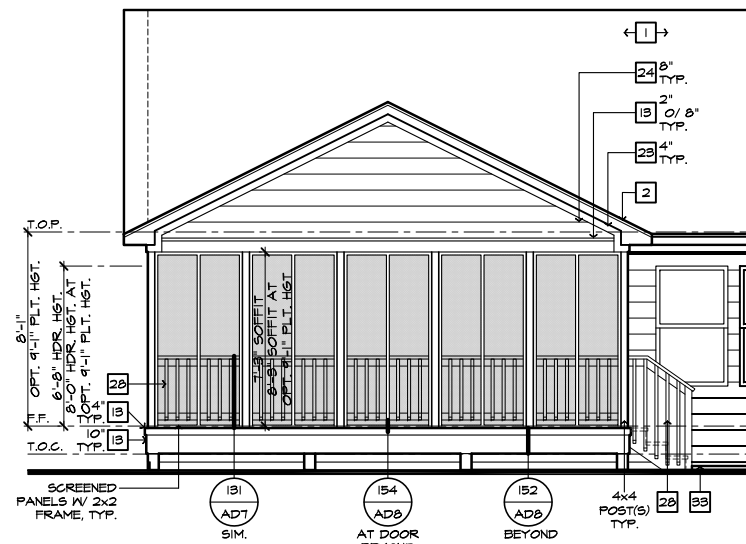 1
24 8"
TYP.
13 2"
O/ 8"
TYP.
23 4"
TYP.
2
T.O.P.
8'-1"
OPT. 9'-1" PLT. HGT.
6'-8" HDR. HGT.
8'-0" HDR. HGT. AT
OPT. 9'-1" PLT. HGT.
7'-3" SOFFIT
8'-3" SOFFIT AT
OPT. 9'-1" PLT. HGT
28
4"
TYP. 13
F.F.
10"
TYP. 13
T.O.C.
SCREENED
PANELS W/ 2x2
FRAME, TYP.
131
AD7
SIM.
154
AD8
AT DOOR
152
AD8
BEYOND
4x4
POST(S)
TYP.
28
33